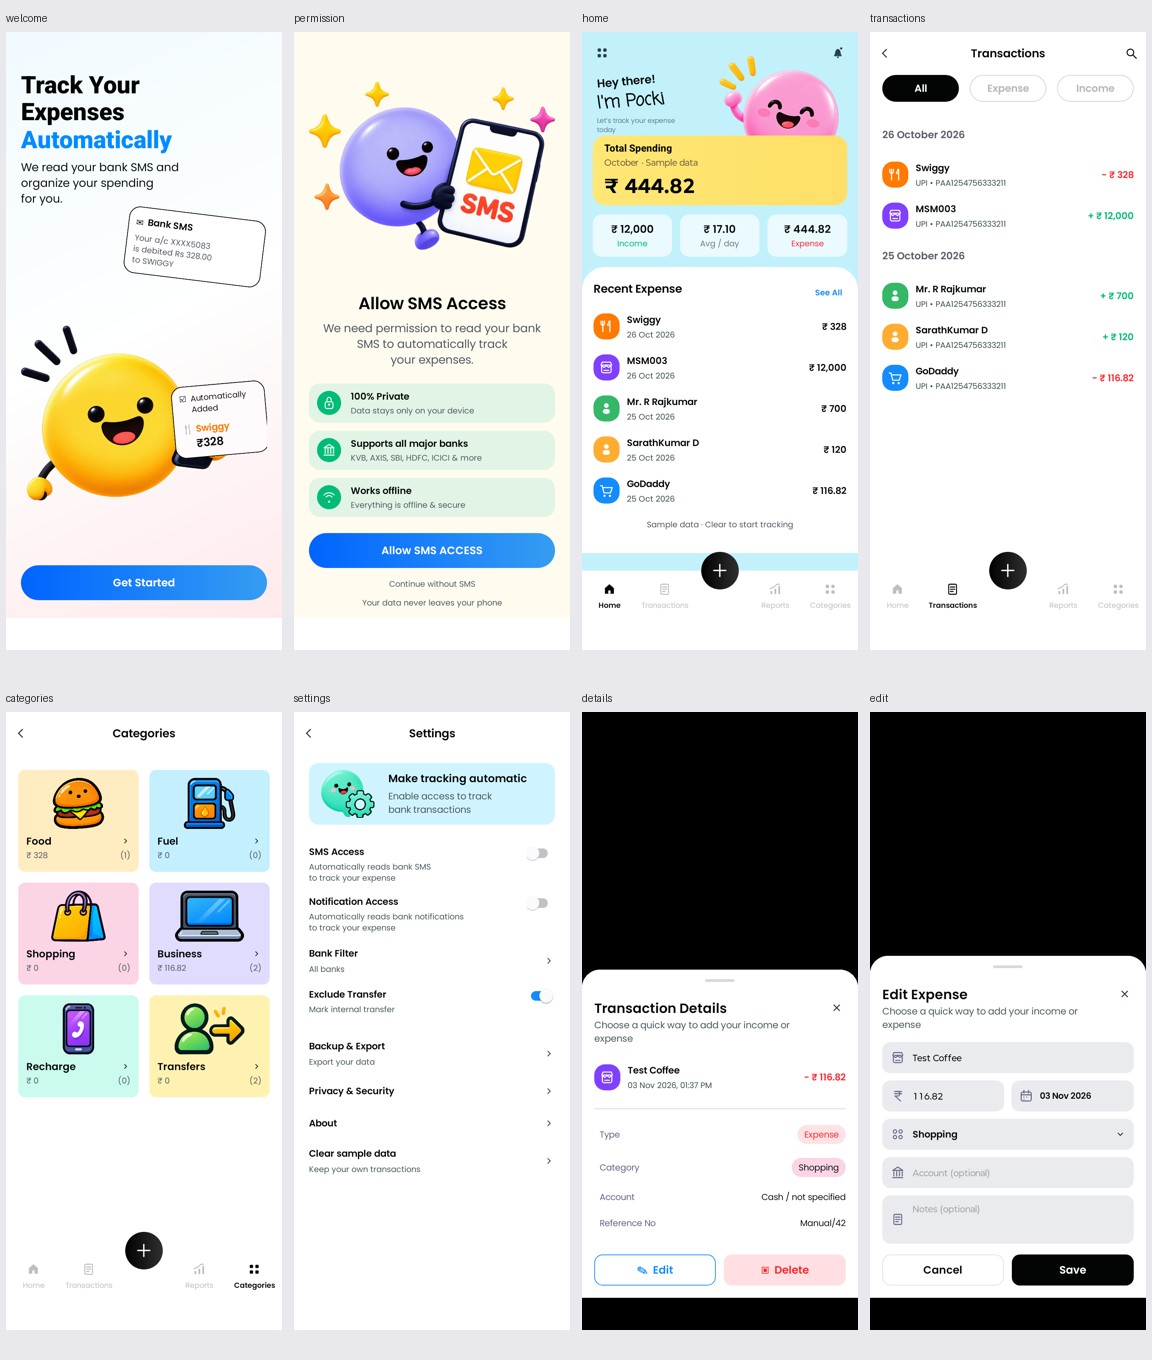 welcome
Track Your
Expenses
Automatically
We read your bank SMS and
organize your spending
for you.
Bank SMS
Your a/c XXXX5083
is debited Rs 328.00
to SWIGGY
Automatically
Added
Swiggy
₹328
Get Started
permission
SMS
Allow SMS Access
We need permission to read your bank
SMS to automatically track
your expenses.
100% Private
Data stays only on your device
Supports all major banks
KVB, AXIS, SBI, HDFC, ICICI & more
Works offline
Everything is offline & secure
Allow SMS ACCESS
Continue without SMS
Your data never leaves your phone
home
Hey there!
I'm Pocki
Let's track your expense
today
Total Spending
October · Sample data
₹ 444.82
₹ 12,000
Income
₹ 17.10
Avg / day
₹ 444.82
Expense
Recent Expense
See All
Swiggy
26 Oct 2026
₹ 328
MSM003
26 Oct 2026
₹ 12,000
Mr. R Rajkumar
25 Oct 2026
₹ 700
SarathKumar D
25 Oct 2026
₹ 120
GoDaddy
25 Oct 2026
₹ 116.82
Sample data · Clear to start tracking
Home
Transactions
Reports
Categories
transactions
Transactions
All
Expense
Income
26 October 2026
Swiggy
UPI • PAA1254756333211
- ₹ 328
MSM003
UPI • PAA1254756333211
+ ₹ 12,000
25 October 2026
Mr. R Rajkumar
UPI • PAA1254756333211
+ ₹ 700
SarathKumar D
UPI • PAA1254756333211
+ ₹ 120
GoDaddy
UPI • PAA1254756333211
- ₹ 116.82
Home
Transactions
Reports
Categories
categories
Categories
Food
₹ 328
(1)
Fuel
₹ 0
(0)
Shopping
₹ 0
(0)
Business
₹ 116.82
(2)
Recharge
₹ 0
(0)
Transfers
₹ 0
(2)
Home
Transactions
Reports
Categories
settings
Settings
Make tracking automatic
Enable access to track
bank transactions
SMS Access
Automatically reads bank SMS
to track your expense
Notification Access
Automatically reads bank notifications
to track your expense
Bank Filter
All banks
Exclude Transfer
Mark internal transfer
Backup & Export
Export your data
Privacy & Security
About
Clear sample data
Keep your own transactions
details
Transaction Details
Choose a quick way to add your income or
expense
Test Coffee
03 Nov 2026, 01:37 PM
- ₹ 116.82
Type
Expense
Category
Shopping
Account
Cash / not specified
Reference No
Manual/42
Edit
Delete
edit
Edit Expense
Choose a quick way to add your income or
expense
Test Coffee
₹
116.82
03 Nov 2026
Shopping
Account (optional)
Notes (optional)
Cancel
Save